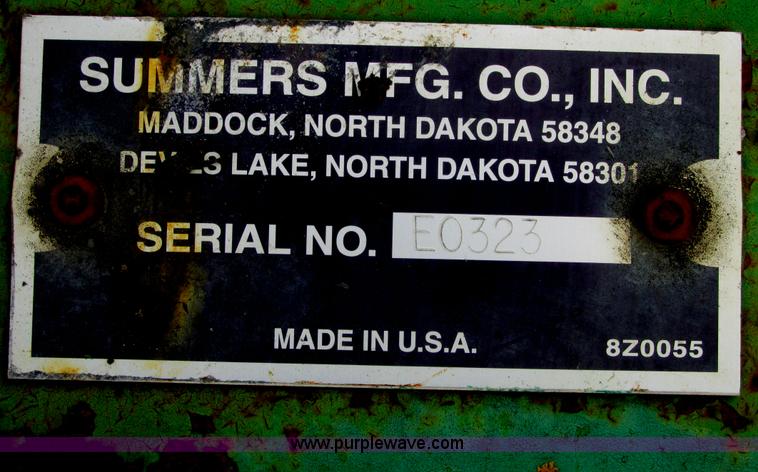 SUMMERS MFG. CO., INC.
MADDOCK, NORTH DAKOTA 58348
DEVILS LAKE, NORTH DAKOTA 58301
SERIAL NO. E0323
MADE IN U.S.A. 8Z0055
www.purplewave.com